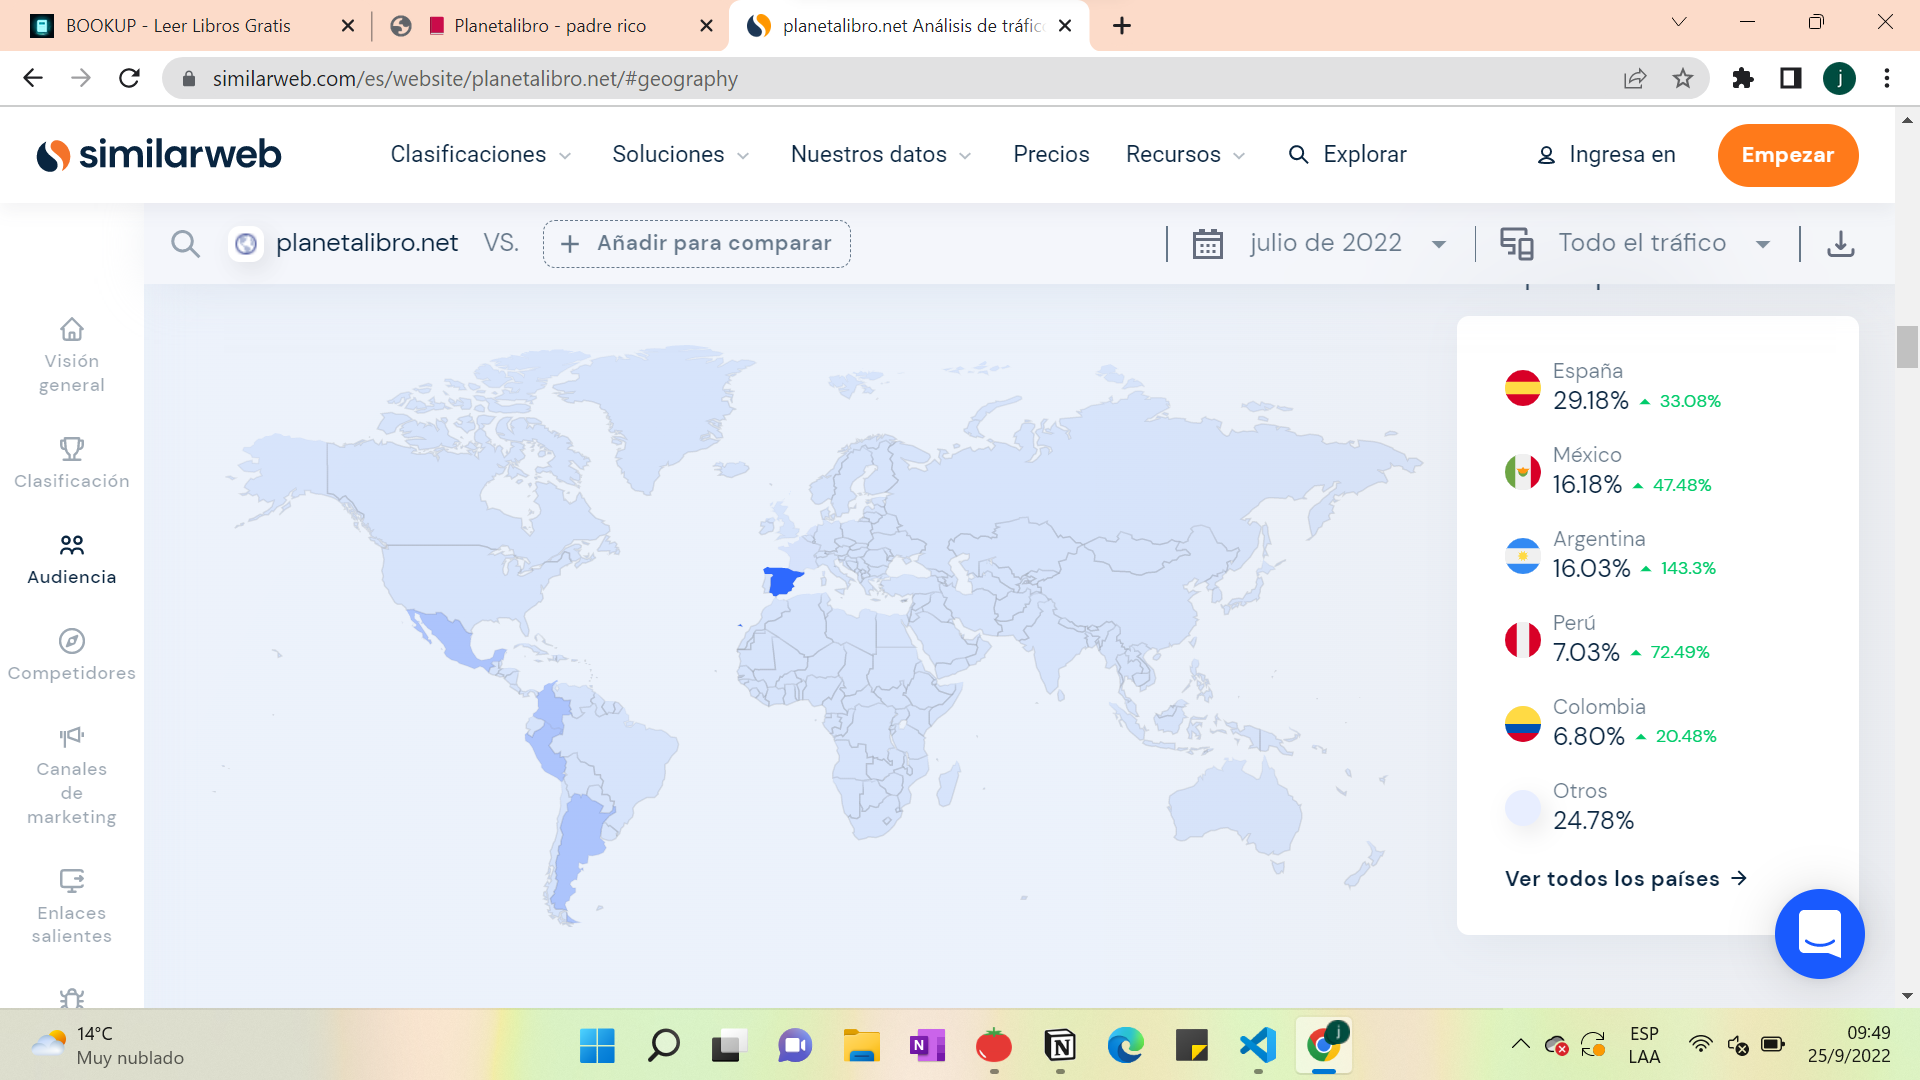 BOOKUP - Leer Libros Gratis
Planetalibro - padre rico
planetalibro.net Análisis de tráfic
similarweb.com/es/website/planetalibro.net/#geography
j
similarweb
Clasificaciones
Soluciones
Nuestros datos
Precios
Recursos
Explorar
Ingresa en
Empezar
planetalibro.net
VS.
+ Añadir para comparar
julio de 2022
Todo el tráfico
Visión
general
Clasificación
Audiencia
Competidores
Canales
de
marketing
Enlaces
salientes
España
29.18% 33.08%
México
16.18% 47.48%
Argentina
16.03% 143.3%
Perú
7.03% 72.49%
Colombia
6.80% 20.48%
Otros
24.78%
Ver todos los países →
14°C
Muy nublado
N
N
j
ESP
LAA
09:49
25/9/2022